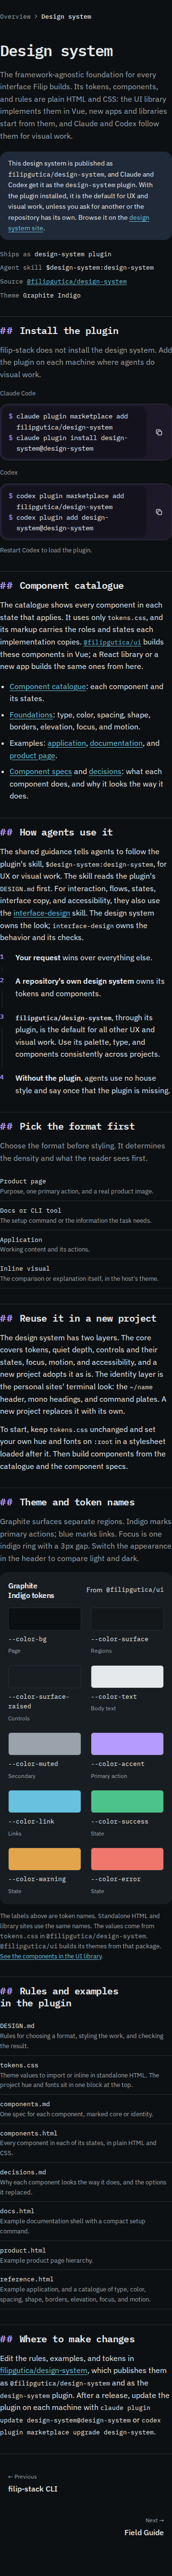 Overview > Design system
Design system
The framework-agnostic foundation for every
interface Filip builds. Its tokens, components,
and rules are plain HTML and CSS: the UI library
implements them in Vue, new apps and libraries
start from them, and Claude and Codex follow
them for visual work.
This design system is published as
filipgutica/design-system, and Claude and
Codex get it as the design-system plugin. With
the plugin installed, it is the default for UX and
visual work, unless you ask for another or the
repository has its own. Browse it on the design
system site.
Ships as design-system plugin
Agent skill $design-system:design-system
Source @filipgutica/design-system
Theme Graphite Indigo
## Install the plugin
filip-stack does not install the design system. Add
the plugin on each machine where agents do
visual work.
Claude Code
$ claude plugin marketplace add
filipgutica/design-system
$ claude plugin install design-
system@design-system
Codex
$ codex plugin marketplace add
filipgutica/design-system
$ codex plugin add design-
system@design-system
Restart Codex to load the plugin.
## Component catalogue
The catalogue shows every component in each
state that applies. It uses only tokens.css, and
its markup carries the roles and states each
implementation copies. @filipgutica/ui builds
these components in Vue; a React library or a
new app builds the same ones from here.
• Component catalogue: each component and
its states.
• Foundations: type, color, spacing, shape,
borders, elevation, focus, and motion.
• Examples: application, documentation, and
product page.
• Component specs and decisions: what each
component does, and why it looks the way it
does.
## How agents use it
The shared guidance tells agents to follow the
plugin's skill, $design-system:design-system, for
UX or visual work. The skill reads the plugin's
DESIGN.md first. For interaction, flows, states,
interface copy, and accessibility, they also use
the interface-design skill. The design system
owns the look; interface-design owns the
behavior and its checks.
1 Your request wins over everything else.
2 A repository's own design system owns its
tokens and components.
3 filipgutica/design-system, through its
plugin, is the default for all other UX and
visual work. Use its palette, type, and
components consistently across projects.
4 Without the plugin, agents use no house
style and say once that the plugin is missing.
## Pick the format first
Choose the format before styling. It determines
the density and what the reader sees first.
Product page
Purpose, one primary action, and a real product image.
Docs or CLI tool
The setup command or the information the task needs.
Application
Working content and its actions.
Inline visual
The comparison or explanation itself, in the host's theme.
## Reuse it in a new project
The design system has two layers. The core
covers tokens, quiet depth, controls and their
states, focus, motion, and accessibility, and a
new project adopts it as is. The identity layer is
the personal sites' terminal look: the ~/name
header, mono headings, and command plates. A
new project replaces it with its own.
To start, keep tokens.css unchanged and set
your own hue and fonts on :root in a stylesheet
loaded after it. Then build components from the
catalogue and the component specs.
## Theme and token names
Graphite surfaces separate regions. Indigo marks
primary actions; blue marks links. Focus is one
indigo ring with a 3px gap. Switch the appearance
in the header to compare light and dark.
Graphite
Indigo tokens
From @filipgutica/ui
--color-bg
Page
--color-surface
Regions
--color-surface-
raised
Controls
--color-text
Body text
--color-muted
Secondary
--color-accent
Primary action
--color-link
Links
--color-success
State
--color-warning
State
--color-error
State
The labels above are token names. Standalone HTML and
library sites use the same names. The values come from
tokens.css in @filipgutica/design-system.
@filipgutica/ui builds its themes from that package.
See the components in the UI library.
## Rules and examples
in the plugin
DESIGN.md
Rules for choosing a format, styling the work, and checking
the result.
tokens.css
Theme values to import or inline in standalone HTML. The
project hue and fonts sit in one block at the top.
components.md
One spec for each component, marked core or identity.
components.html
Every component in each of its states, in plain HTML and
CSS.
decisions.md
Why each component looks the way it does, and the options
it replaced.
docs.html
Example documentation shell with a compact setup
command.
product.html
Example product page hierarchy.
reference.html
Example application, and a catalogue of type, color,
spacing, shape, borders, elevation, focus, and motion.
## Where to make changes
Edit the rules, examples, and tokens in
filipgutica/design-system, which publishes them
as @filipgutica/design-system and as the
design-system plugin. After a release, update the
plugin on each machine with claude plugin
update design-system@design-system or codex
plugin marketplace upgrade design-system.
← Previous
filip-stack CLI
Next →
Field Guide